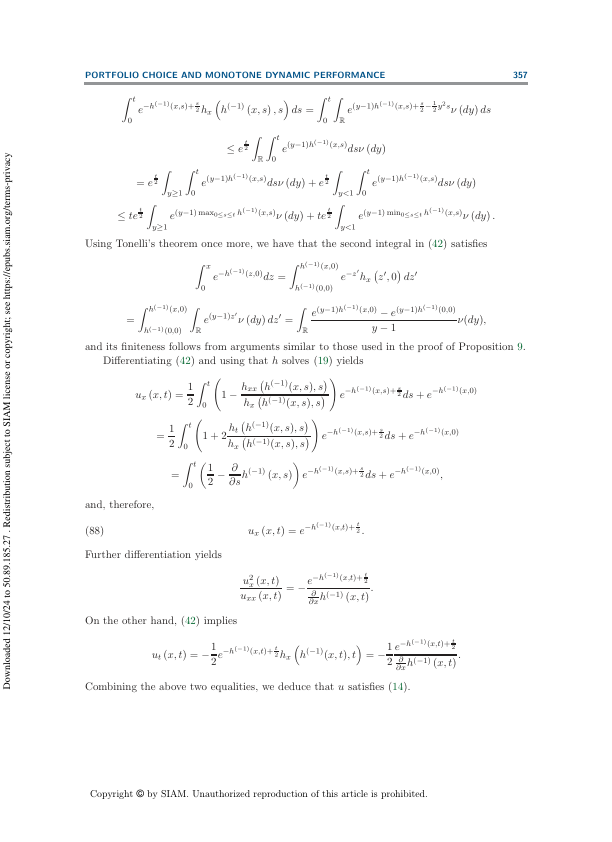 PORTFOLIO CHOICE AND MONOTONE DYNAMIC PERFORMANCE 357
\int_0^t e^{-h^{(-1)}(x,s)+\frac{s}{2}} h_x \left( h^{(-1)}(x,s), s \right) ds = \int_0^t \int_{\mathbb{R}} e^{(y-1)h^{(-1)}(x,s)+\frac{s}{2}-\frac{1}{2}y^2 s} \nu(dy) ds
\leq e^{\frac{t}{2}} \int_{\mathbb{R}} \int_0^t e^{(y-1)h^{(-1)}(x,s)} ds \nu(dy)
= e^{\frac{t}{2}} \int_{y \geq 1} \int_0^t e^{(y-1)h^{(-1)}(x,s)} ds \nu(dy) + e^{\frac{t}{2}} \int_{y<1} \int_0^t e^{(y-1)h^{(-1)}(x,s)} ds \nu(dy)
\leq t e^{\frac{t}{2}} \int_{y \geq 1} e^{(y-1) \max_{0 \leq s \leq t} h^{(-1)}(x,s)} \nu(dy) + t e^{\frac{t}{2}} \int_{y<1} e^{(y-1) \min_{0 \leq s \leq t} h^{(-1)}(x,s)} \nu(dy).
Using Tonelli's theorem once more, we have that the second integral in (42) satisfies
\int_0^x e^{-h^{(-1)}(z,0)} dz = \int_{h^{(-1)}(0,0)}^{h^{(-1)}(x,0)} e^{-z'} h_x(z',0) dz'
= \int_{h^{(-1)}(0,0)}^{h^{(-1)}(x,0)} \int_{\mathbb{R}} e^{(y-1)z'} \nu(dy) dz' = \int_{\mathbb{R}} \frac{e^{(y-1)h^{(-1)}(x,0)} - e^{(y-1)h^{(-1)}(0,0)}}{y-1} \nu(dy),
and its finiteness follows from arguments similar to those used in the proof of Proposition 9.
Differentiating (42) and using that h solves (19) yields
u_x(x,t) = \frac{1}{2} \int_0^t \left( 1 - \frac{h_{xx}(h^{(-1)}(x,s),s)}{h_x(h^{(-1)}(x,s),s)} \right) e^{-h^{(-1)}(x,s)+\frac{s}{2}} ds + e^{-h^{(-1)}(x,0)}
= \frac{1}{2} \int_0^t \left( 1 + 2 \frac{h_t(h^{(-1)}(x,s),s)}{h_x(h^{(-1)}(x,s),s)} \right) e^{-h^{(-1)}(x,s)+\frac{s}{2}} ds + e^{-h^{(-1)}(x,0)}
= \int_0^t \left( \frac{1}{2} - \frac{\partial}{\partial s} h^{(-1)}(x,s) \right) e^{-h^{(-1)}(x,s)+\frac{s}{2}} ds + e^{-h^{(-1)}(x,0)},
and, therefore,
(88) u_x(x,t) = e^{-h^{(-1)}(x,t)+\frac{t}{2}}.
Further differentiation yields
\frac{u_x^2(x,t)}{u_{xx}(x,t)} = -\frac{e^{-h^{(-1)}(x,t)+\frac{t}{2}}}{\frac{\partial}{\partial x} h^{(-1)}(x,t)}.
On the other hand, (42) implies
u_t(x,t) = -\frac{1}{2} e^{-h^{(-1)}(x,t)+\frac{t}{2}} h_x \left( h^{(-1)}(x,t), t \right) = -\frac{1}{2} \frac{e^{-h^{(-1)}(x,t)+\frac{t}{2}}}{\frac{\partial}{\partial x} h^{(-1)}(x,t)}.
Combining the above two equalities, we deduce that u satisfies (14).
Copyright © by SIAM. Unauthorized reproduction of this article is prohibited.
Downloaded 12/10/24 to 50.89.185.27 . Redistribution subject to SIAM license or copyright; see https://epubs.siam.org/terms-privacy